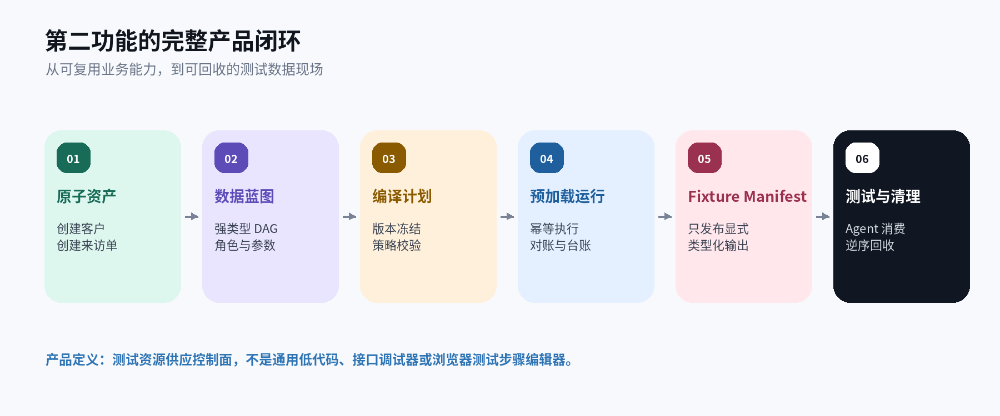 第二功能的完整产品闭环
从可复用业务能力，到可回收的测试数据现场
01
原子资产
创建客户
创建来访单
02
数据蓝图
强类型 DAG
角色与参数
03
编译计划
版本冻结
策略校验
04
预加载运行
幂等执行
对账与台账
05
Fixture Manifest
只发布显式
类型化输出
06
测试与清理
Agent 消费
逆序回收
产品定义：测试资源供应控制面，不是通用低代码、接口调试器或浏览器测试步骤编辑器。